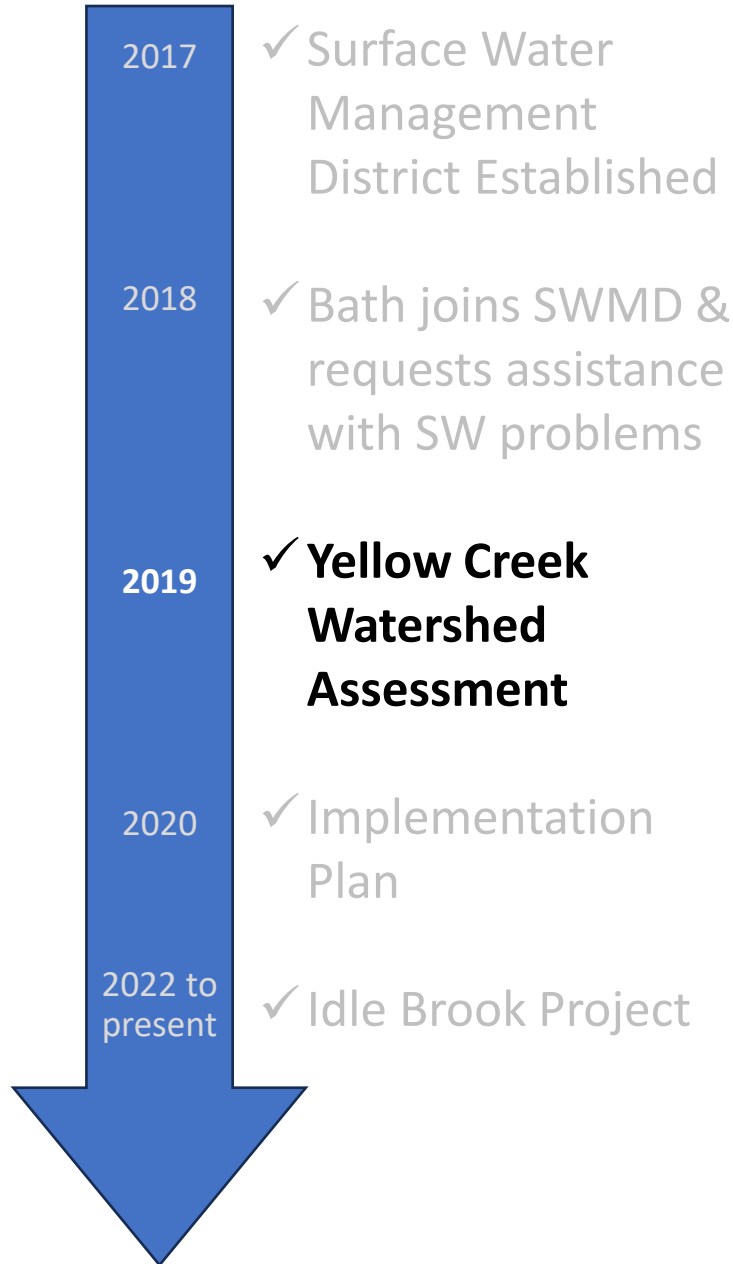 2017
✓ Surface Water
Management
District Established
2018
✓ Bath joins SWMD &
requests assistance
with SW problems
2019
✓ Yellow Creek
Watershed
Assessment
2020
✓ Implementation
Plan
2022 to
present
✓ Idle Brook Project